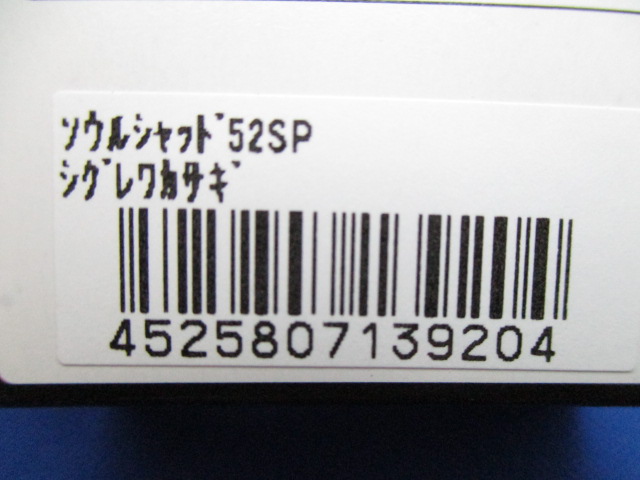 ｿｳﾙｼｬｯﾄﾞ52SP
ｼｸﾞﾚﾜｶｻｷﾞ
4525807139204